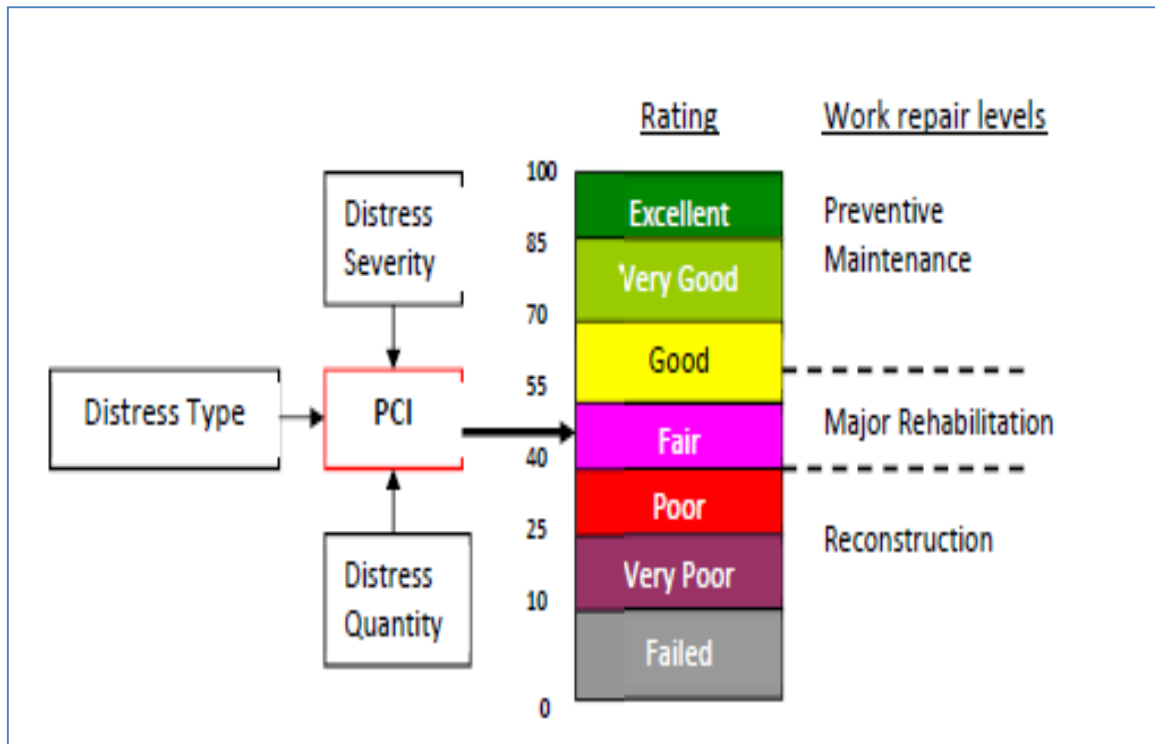 Rating
Work repair levels
100
Distress
Severity
Excellent
Preventive
Maintenance
85
Very Good
70
Good
Distress Type
PCI
55
Fair
Major Rehabilitation
40
Poor
25
Reconstruction
Distress
Quantity
Very Poor
10
Failed
0